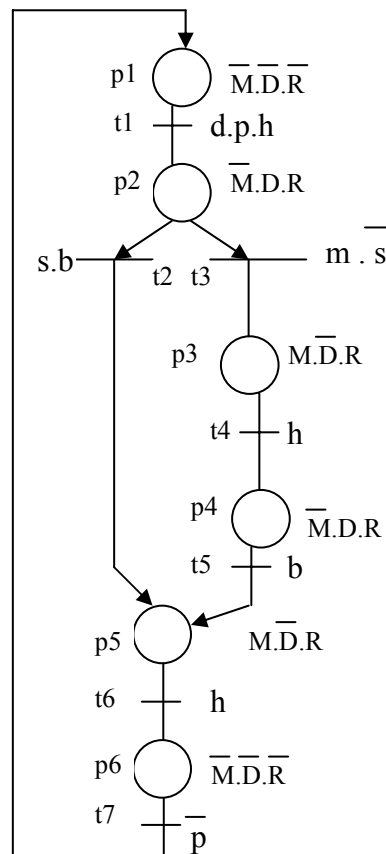 p1 M̅.D̅.R̅
t1 d.p.h
p2 M̅.D.R
s.b t2 t3 m . s̅
p3 M.D̅.R
t4 h
p4 M̅.D.R
t5 b
p5 M.D̅.R
t6 h
p6 M̅.D̅.R̅
t7 p̅